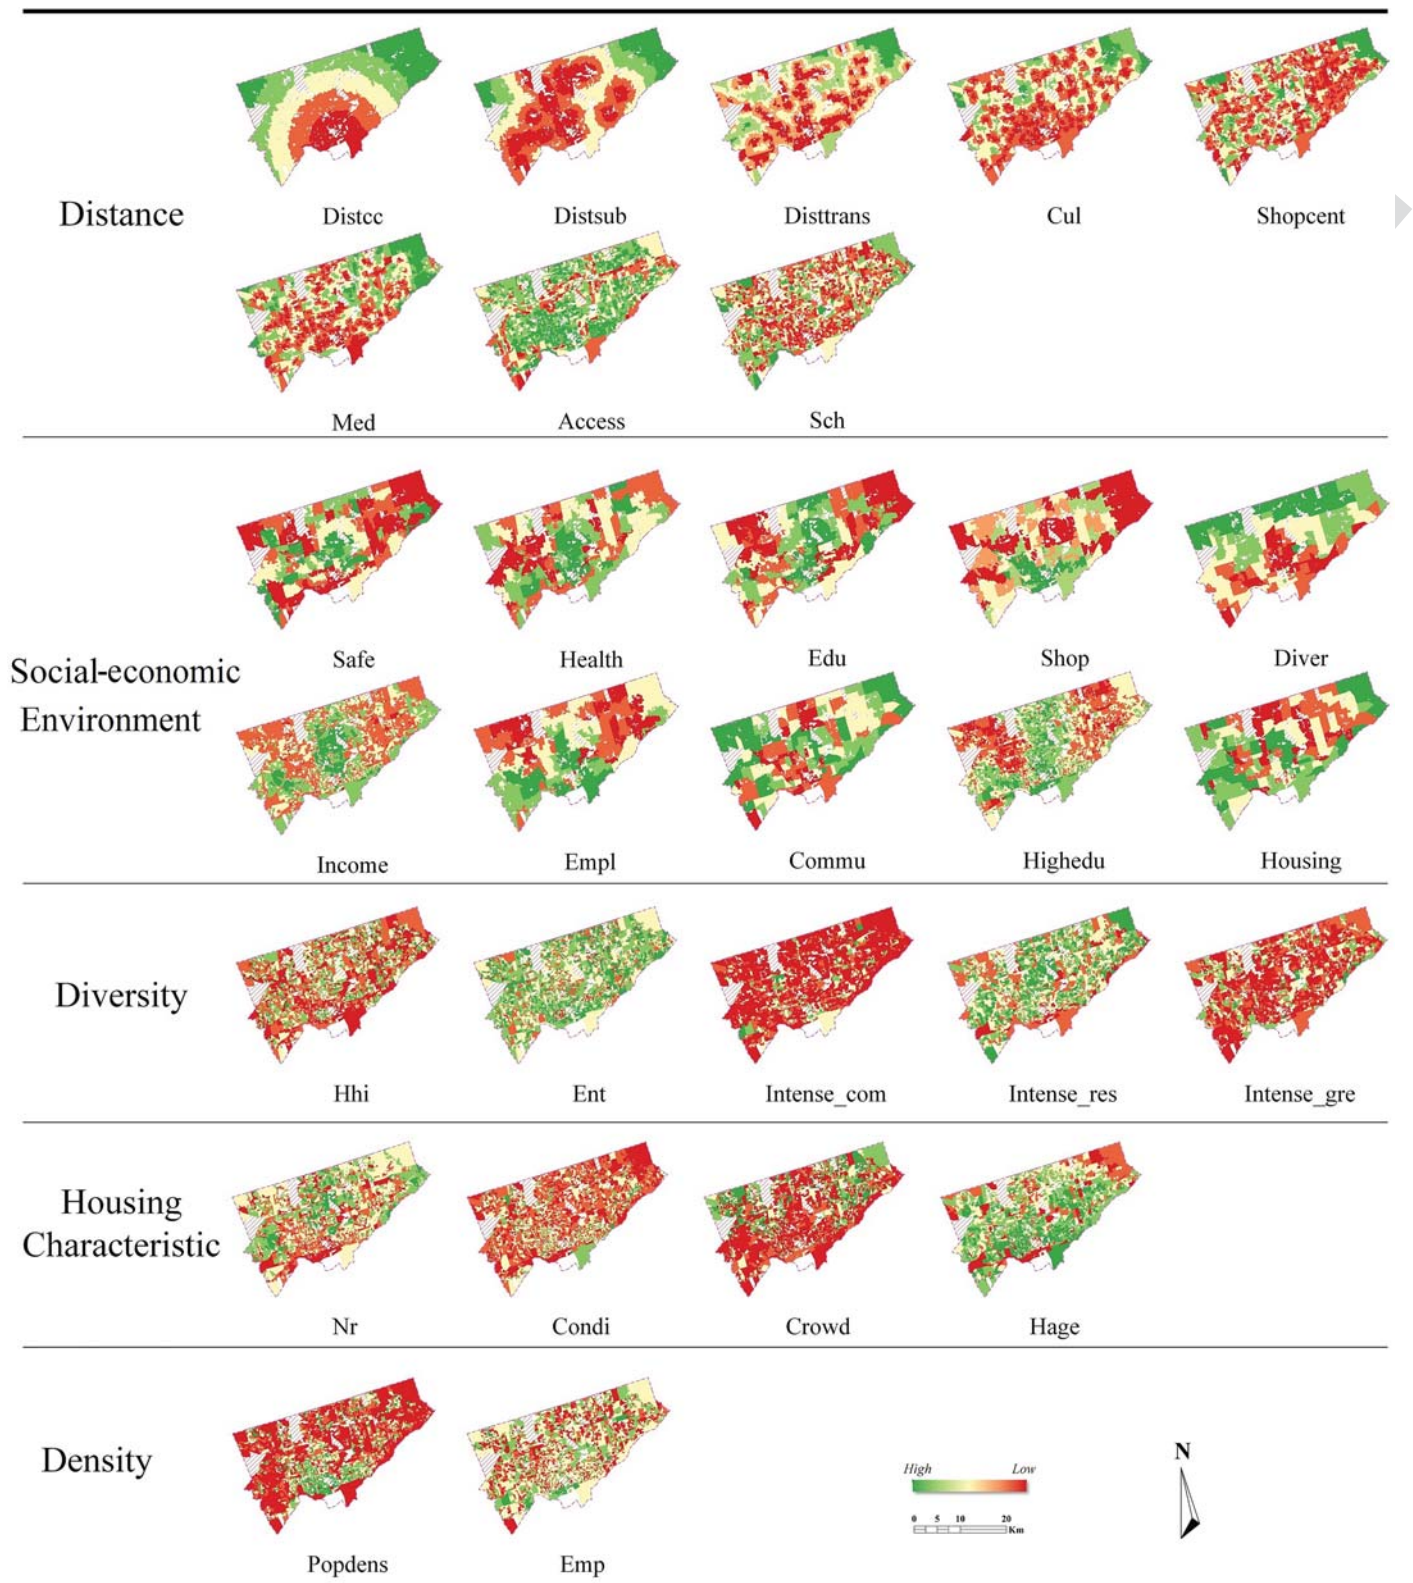 Distance
Distcc Distsub Disttrans Cul Shopcent
Med Access Sch
Social-economic
Environment
Safe Health Edu Shop Diver
Income Empl Commu Highedu Housing
Diversity
Hhi Ent Intense_com Intense_res Intense_gre
Housing
Characteristic
Nr Condi Crowd Hage
Density
Popdens Emp
High Low
0 5 10 20
Km
N